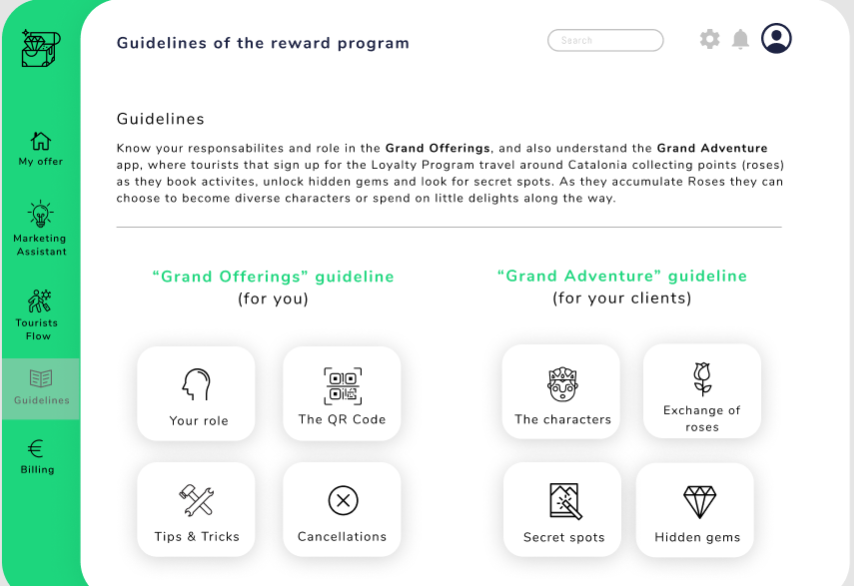 Guidelines of the reward program
Search
My offer
Marketing
Assistant
Tourists
Flow
Guidelines
Billing
Guidelines
Know your responsabilites and role in the Grand Offerings, and also understand the Grand Adventure
app, where tourists that sign up for the Loyalty Program travel around Catalonia collecting points (roses)
as they book activites, unlock hidden gems and look for secret spots. As they accumulate Roses they can
choose to become diverse characters or spend on little delights along the way.
“Grand Offerings” guideline
(for you)
Your role
The QR Code
Tips & Tricks
Cancellations
“Grand Adventure” guideline
(for your clients)
The characters
Exchange of
roses
Secret spots
Hidden gems